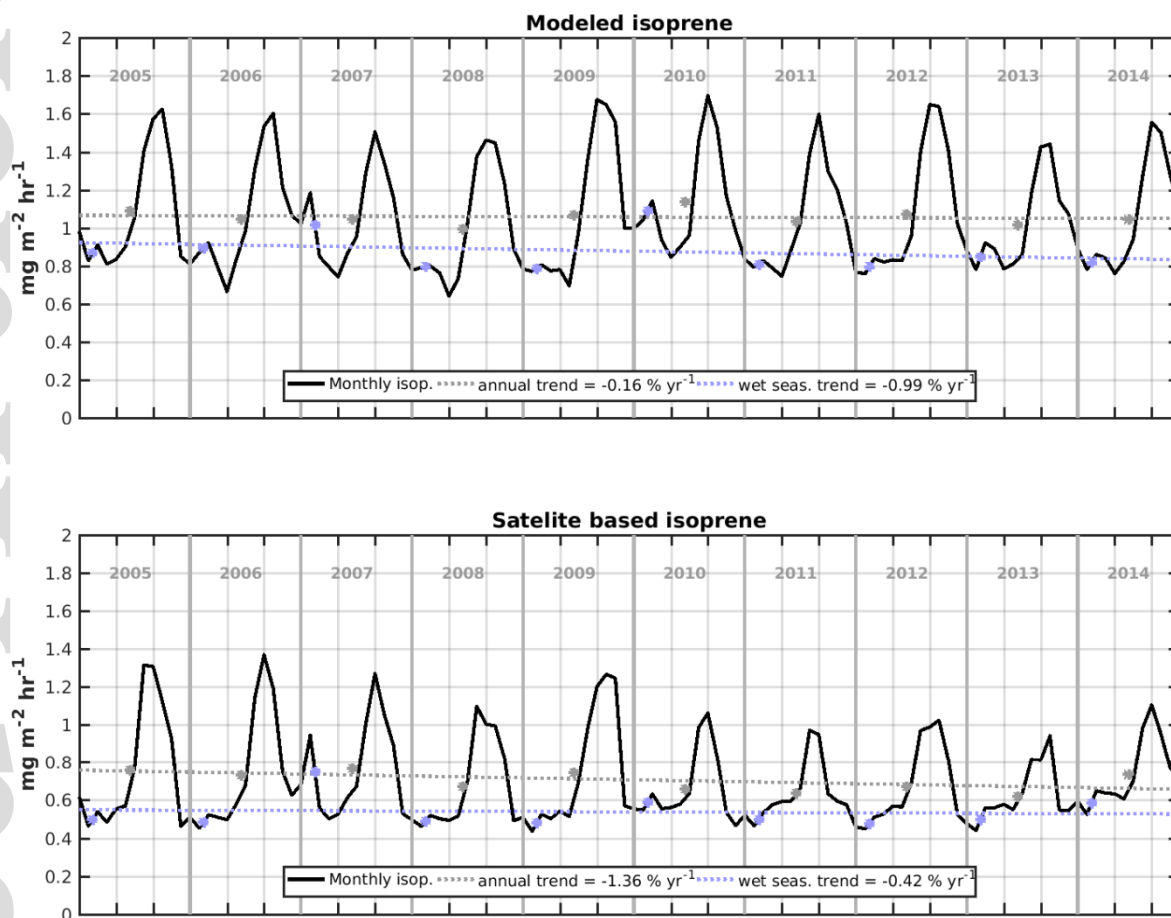 Modeled isoprene
2
1.8
1.6
1.4
1.2
1
0.8
0.6
0.4
0.2
0
mg m-2 hr-1
2005 2006 2007 2008 2009 2010 2011 2012 2013 2014
Monthly isop. annual trend = -0.16 % yr-1 wet seas. trend = -0.99 % yr-1
Satelite based isoprene
2
1.8
1.6
1.4
1.2
1
0.8
0.6
0.4
0.2
0
mg m-2 hr-1
2005 2006 2007 2008 2009 2010 2011 2012 2013 2014
Monthly isop. annual trend = -1.36 % yr-1 wet seas. trend = -0.42 % yr-1